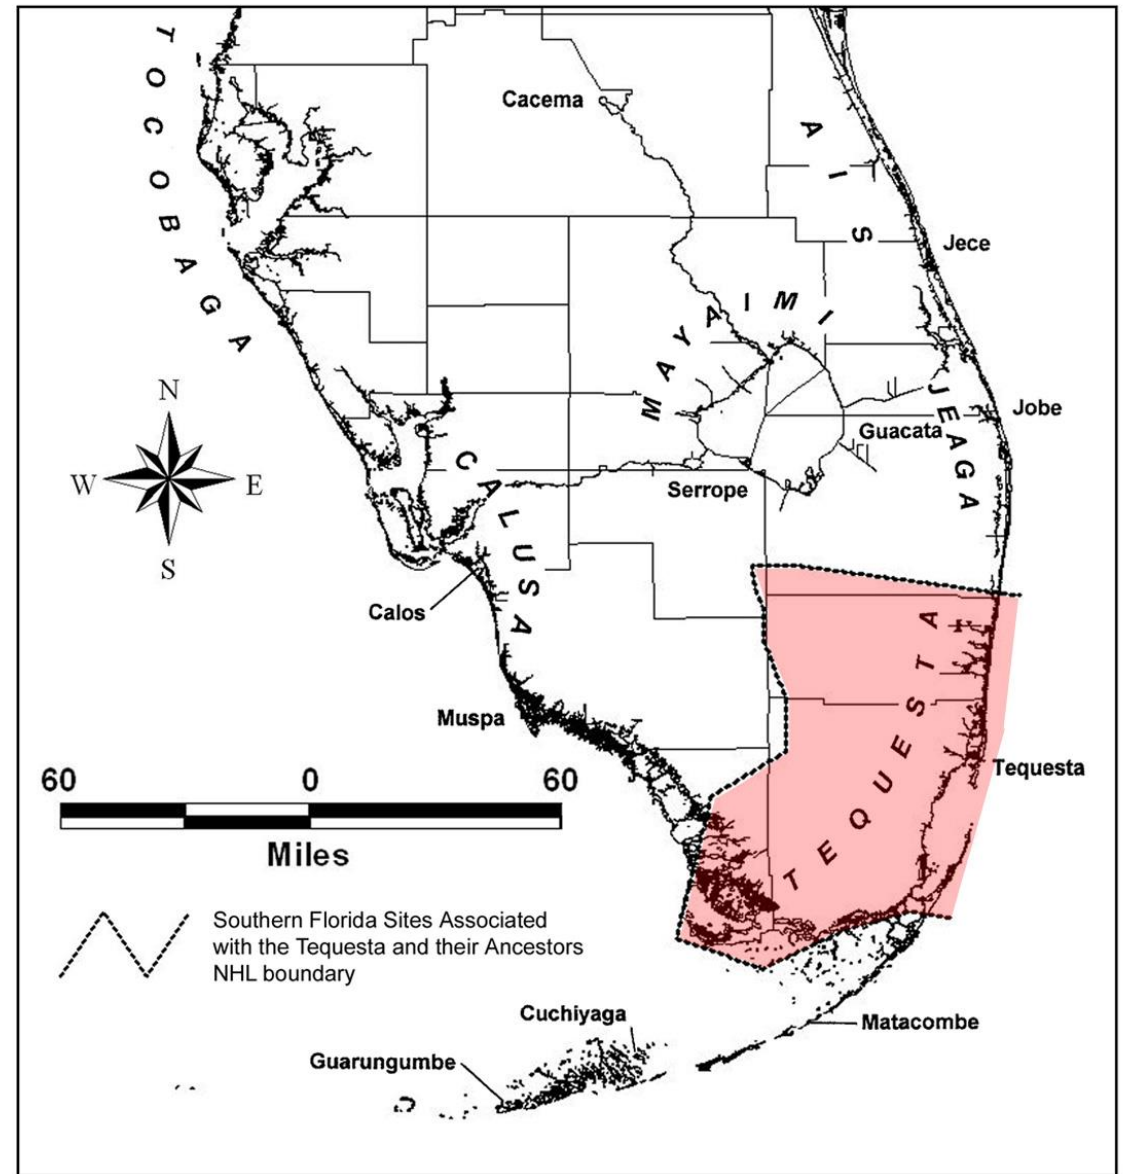 TOCOBAGA
Cacema
AIS
Jece
MAYAIMI
JEAGA
Jobe
Guacata
N
W E
S
CALUSA
Serrope
Calos
TEQUESTA
Muspa
Tequesta
60 0 60
Miles
Southern Florida Sites Associated
with the Tequesta and their Ancestors
NHL boundary
Cuchiyaga
Matacombe
Guarungumbe